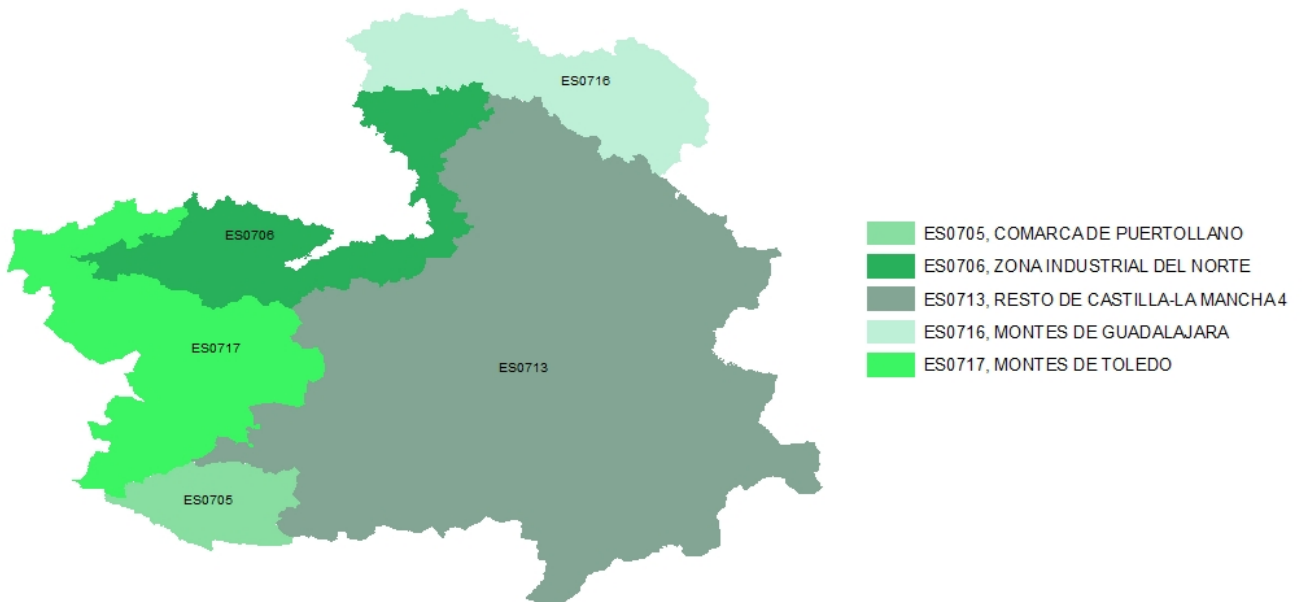 ES0716
ES0706
ES0717
ES0713
ES0705
ES0705, COMARCA DE PUERTOLLANO
ES0706, ZONA INDUSTRIAL DEL NORTE
ES0713, RESTO DE CASTILLA-LA MANCHA 4
ES0716, MONTES DE GUADALAJARA
ES0717, MONTES DE TOLEDO